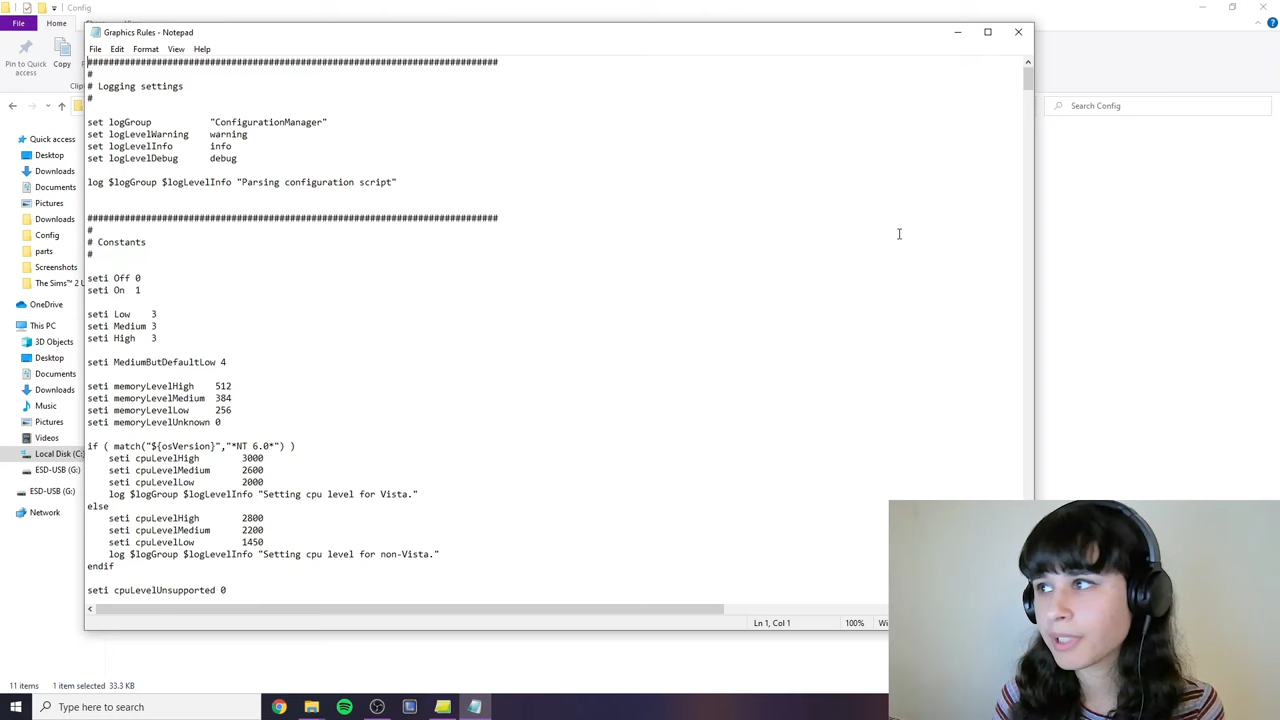 Config
File
Home
Pin to Quick
access
Copy
Search Config
Graphics Rules - Notepad
File Edit Format View Help
#############################################################################
#
# Logging settings
#
set logGroup "ConfigurationManager"
set logLevelWarning warning
set logLevelInfo info
set logLevelDebug debug
log $logGroup $logLevelInfo "Parsing configuration script"
#############################################################################
#
# Constants
#
seti Off 0
seti On 1
seti Low 3
seti Medium 3
seti High 3
seti MediumButDefaultLow 4
seti memoryLevelHigh 512
seti memoryLevelMedium 384
seti memoryLevelLow 256
seti memoryLevelUnknown 0
if ( match("${osVersion}","*NT 6.0*") )
seti cpuLevelHigh 3000
seti cpuLevelMedium 2600
seti cpuLevelLow 2000
log $logGroup $logLevelInfo "Setting cpu level for Vista."
else
seti cpuLevelHigh 2800
seti cpuLevelMedium 2200
seti cpuLevelLow 1450
log $logGroup $logLevelInfo "Setting cpu level for non-Vista."
endif
seti cpuLevelUnsupported 0
Ln 1, Col 1 100% Wi
Quick access
Desktop
Downloads
Documents
Pictures
Downloads
Config
parts
Screenshots
The Sims™ 2 U
OneDrive
This PC
3D Objects
Desktop
Documents
Downloads
Music
Pictures
Videos
Local Disk (C:
ESD-USB (G:)
ESD-USB (G:)
Network
11 items 1 item selected 33.3 KB
Type here to search